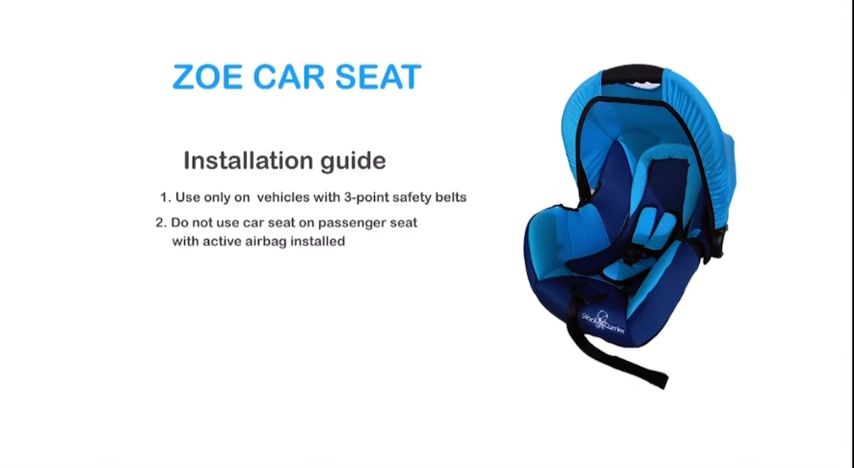 ZOE CAR SEAT
Installation guide
1. Use only on vehicles with 3-point safety belts
2. Do not use car seat on passenger seat
with active airbag installed